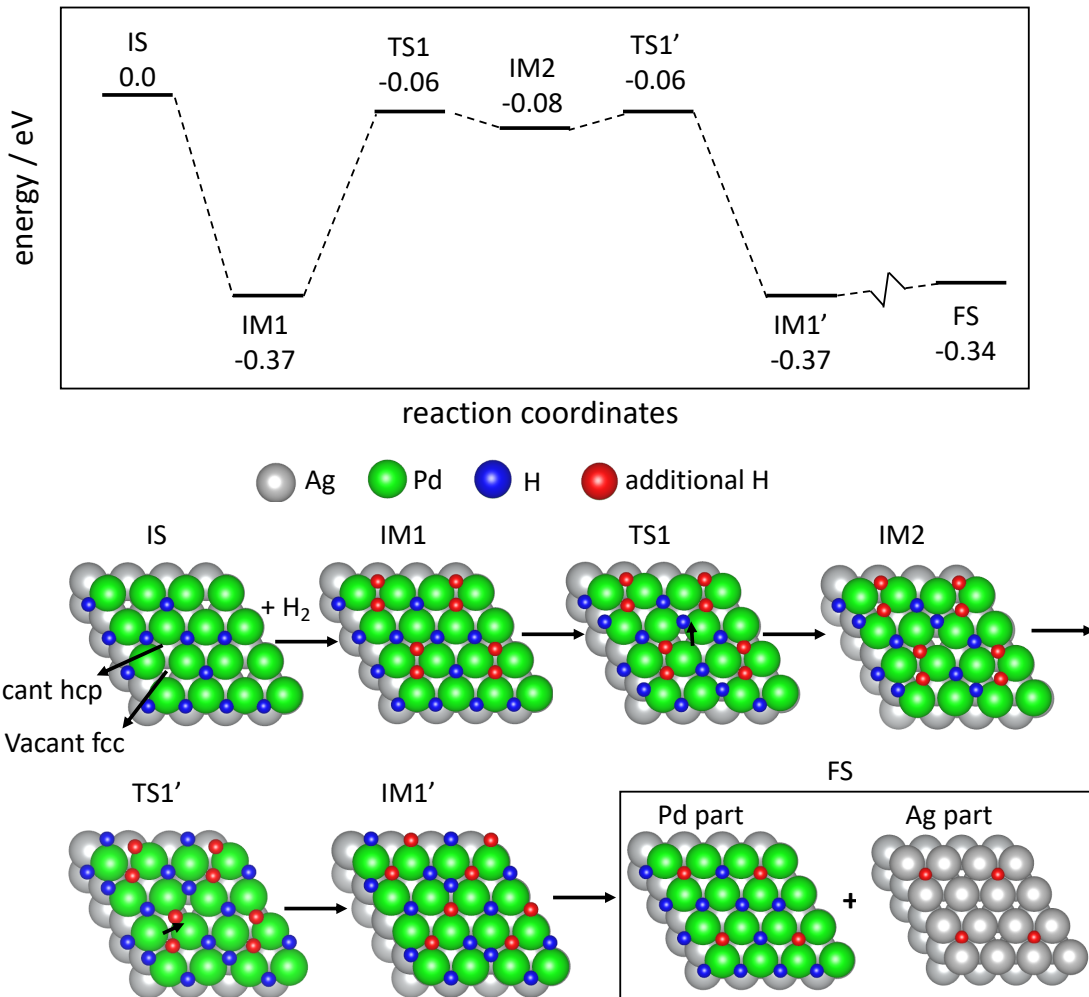 IS
0.0
TS1
-0.06
IM2
-0.08
TS1’
-0.06
energy / eV
IM1
-0.37
IM1’
-0.37
FS
-0.34
reaction coordinates
Ag
Pd
H
additional H
IS
IM1
TS1
IM2
+ H2
cant hcp
Vacant fcc
TS1’
IM1’
FS
Pd part
Ag part
+